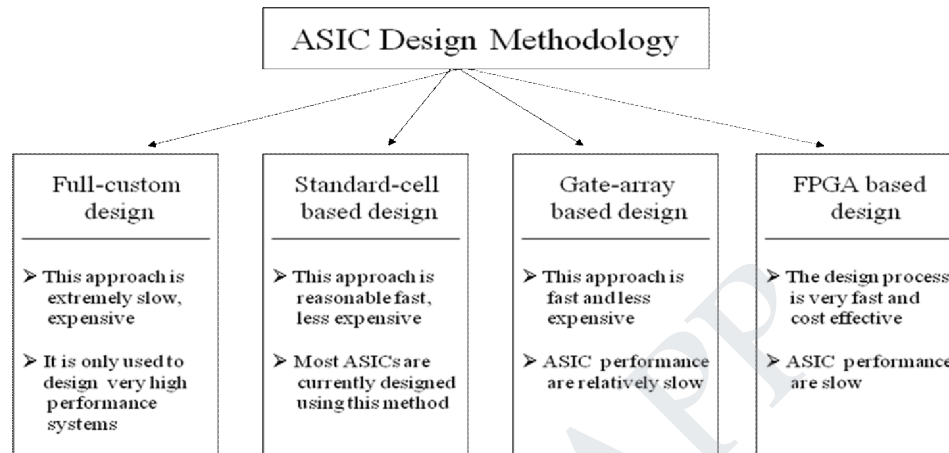 ASIC Design Methodology
Full-custom
design
➢ This approach is
extremely slow,
expensive
➢ It is only used to
design very high
performance
systems
Standard-cell
based design
➢ This approach is
reasonable fast,
less expensive
➢ Most ASICs are
currently designed
using this method
Gate-array
based design
➢ This approach is
fast and less
expensive
➢ ASIC performance
are relatively slow
FPGA based
design
➢ The design process
is very fast and
cost effective
➢ ASIC performance
are slow
APP